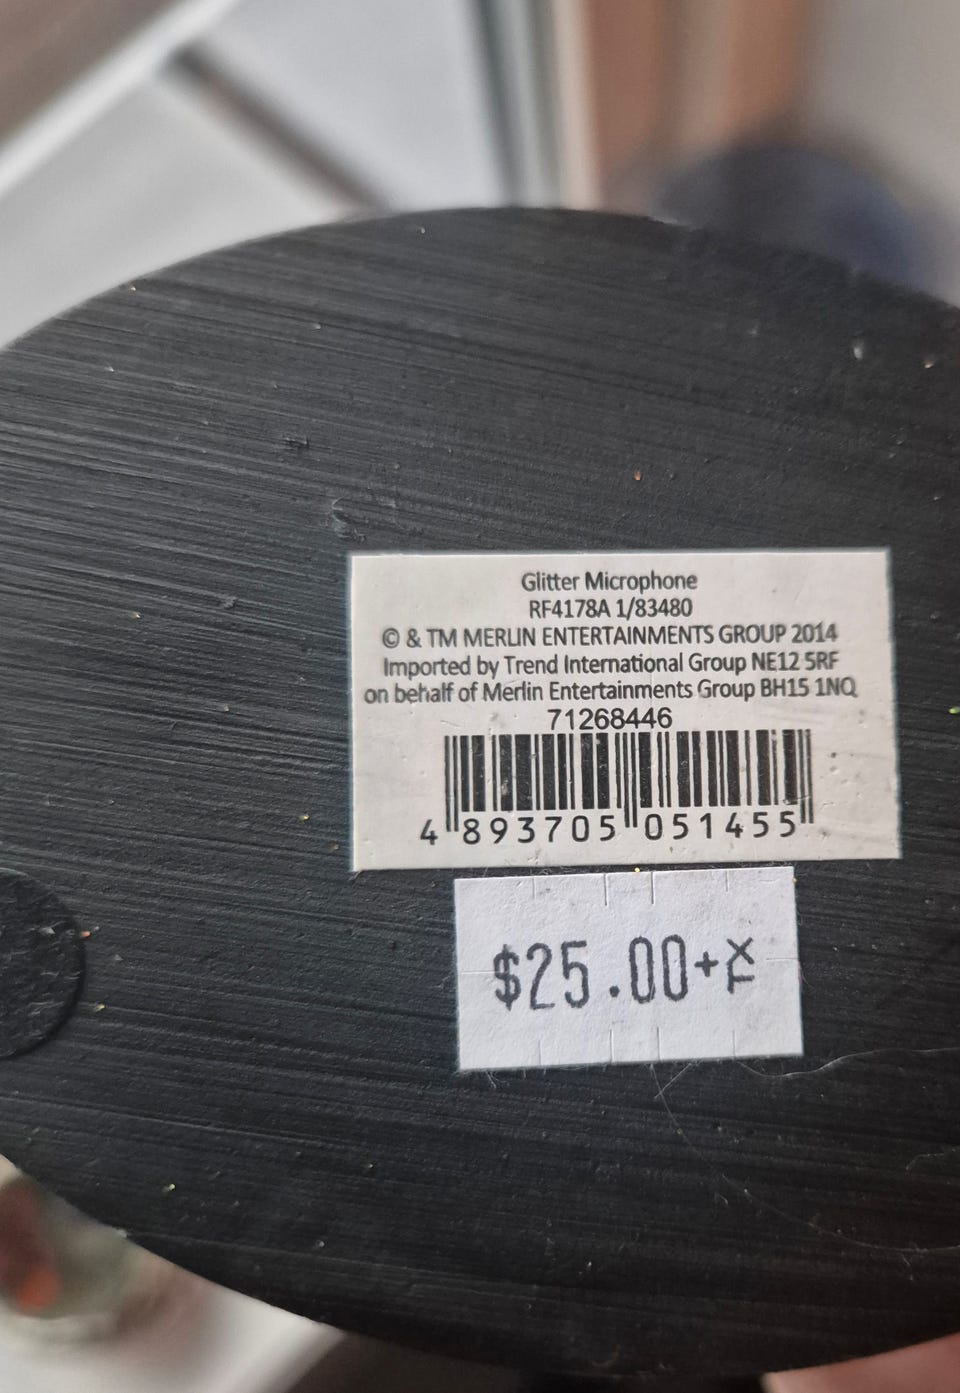 Glitter Microphone
RF4178A 1/83480
© & TM MERLIN ENTERTAINMENTS GROUP 2014
Imported by Trend International Group NE12 5RF
on behalf of Merlin Entertainments Group BH15 1NQ
71268446
4 893705 051455
$25.00+